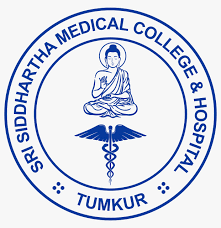 SRI SIDDHARTHA MEDICAL COLLEGE & HOSPITAL
TUMKUR